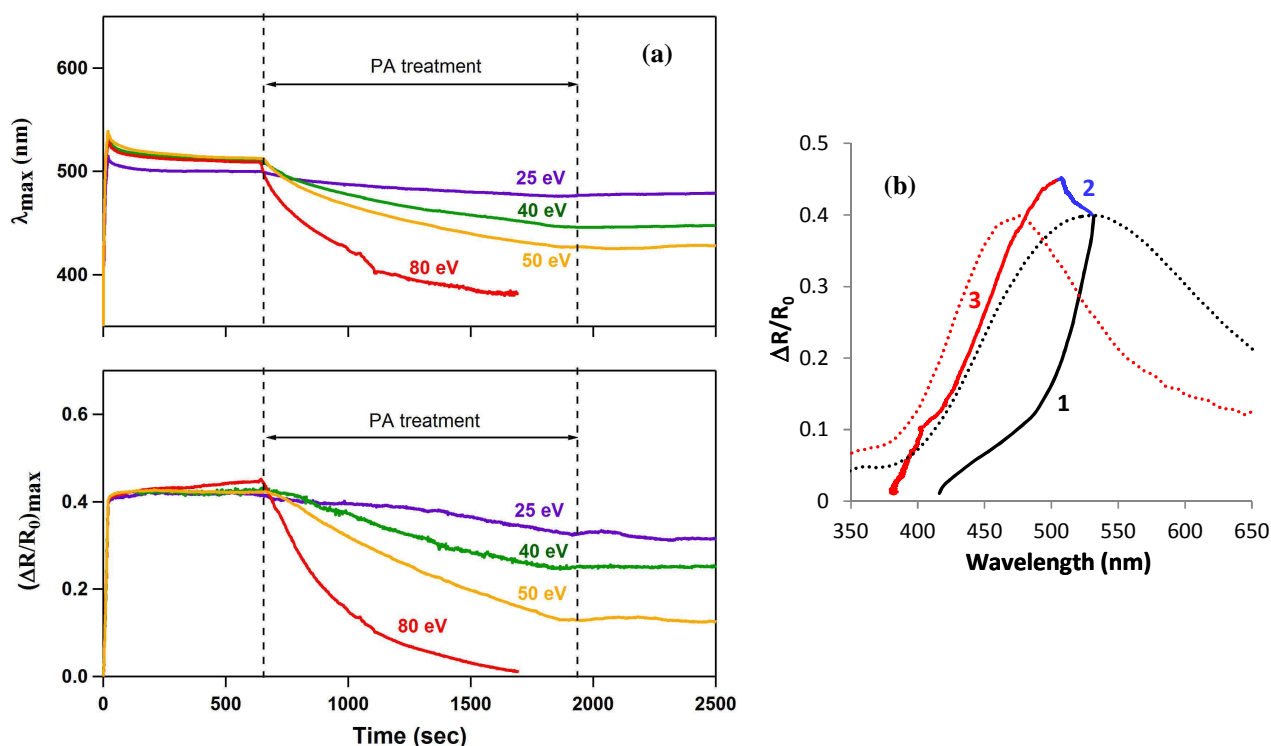 (a)
PA treatment
600
500
400
λmax (nm)
25 eV
40 eV
50 eV
80 eV
PA treatment
0.6
0.4
0.2
0.0
(ΔR/R0)max
25 eV
40 eV
50 eV
80 eV
0 500 1000 1500 2000 2500
Time (sec)
(b)
0.5
0.4
0.3
0.2
0.1
0
ΔR/R0
2
3
1
350 400 450 500 550 600 650
Wavelength (nm)